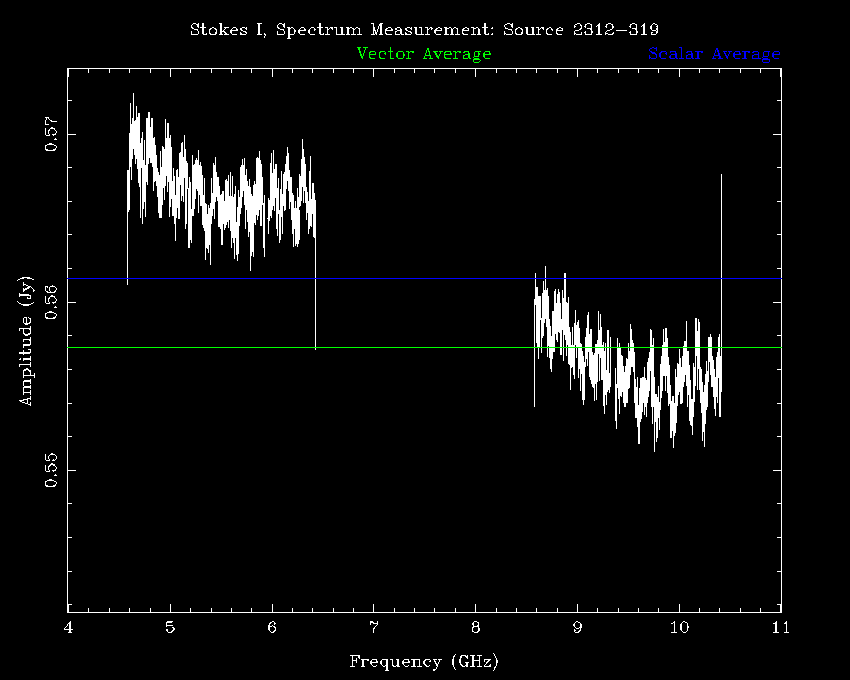 Stokes I, Spectrum Measurement: Source 2312−319
Vector Average Scalar Average
0.57
0.56
0.55
Amplitude (Jy)
4 5 6 7 8 9 10 11
Frequency (GHz)